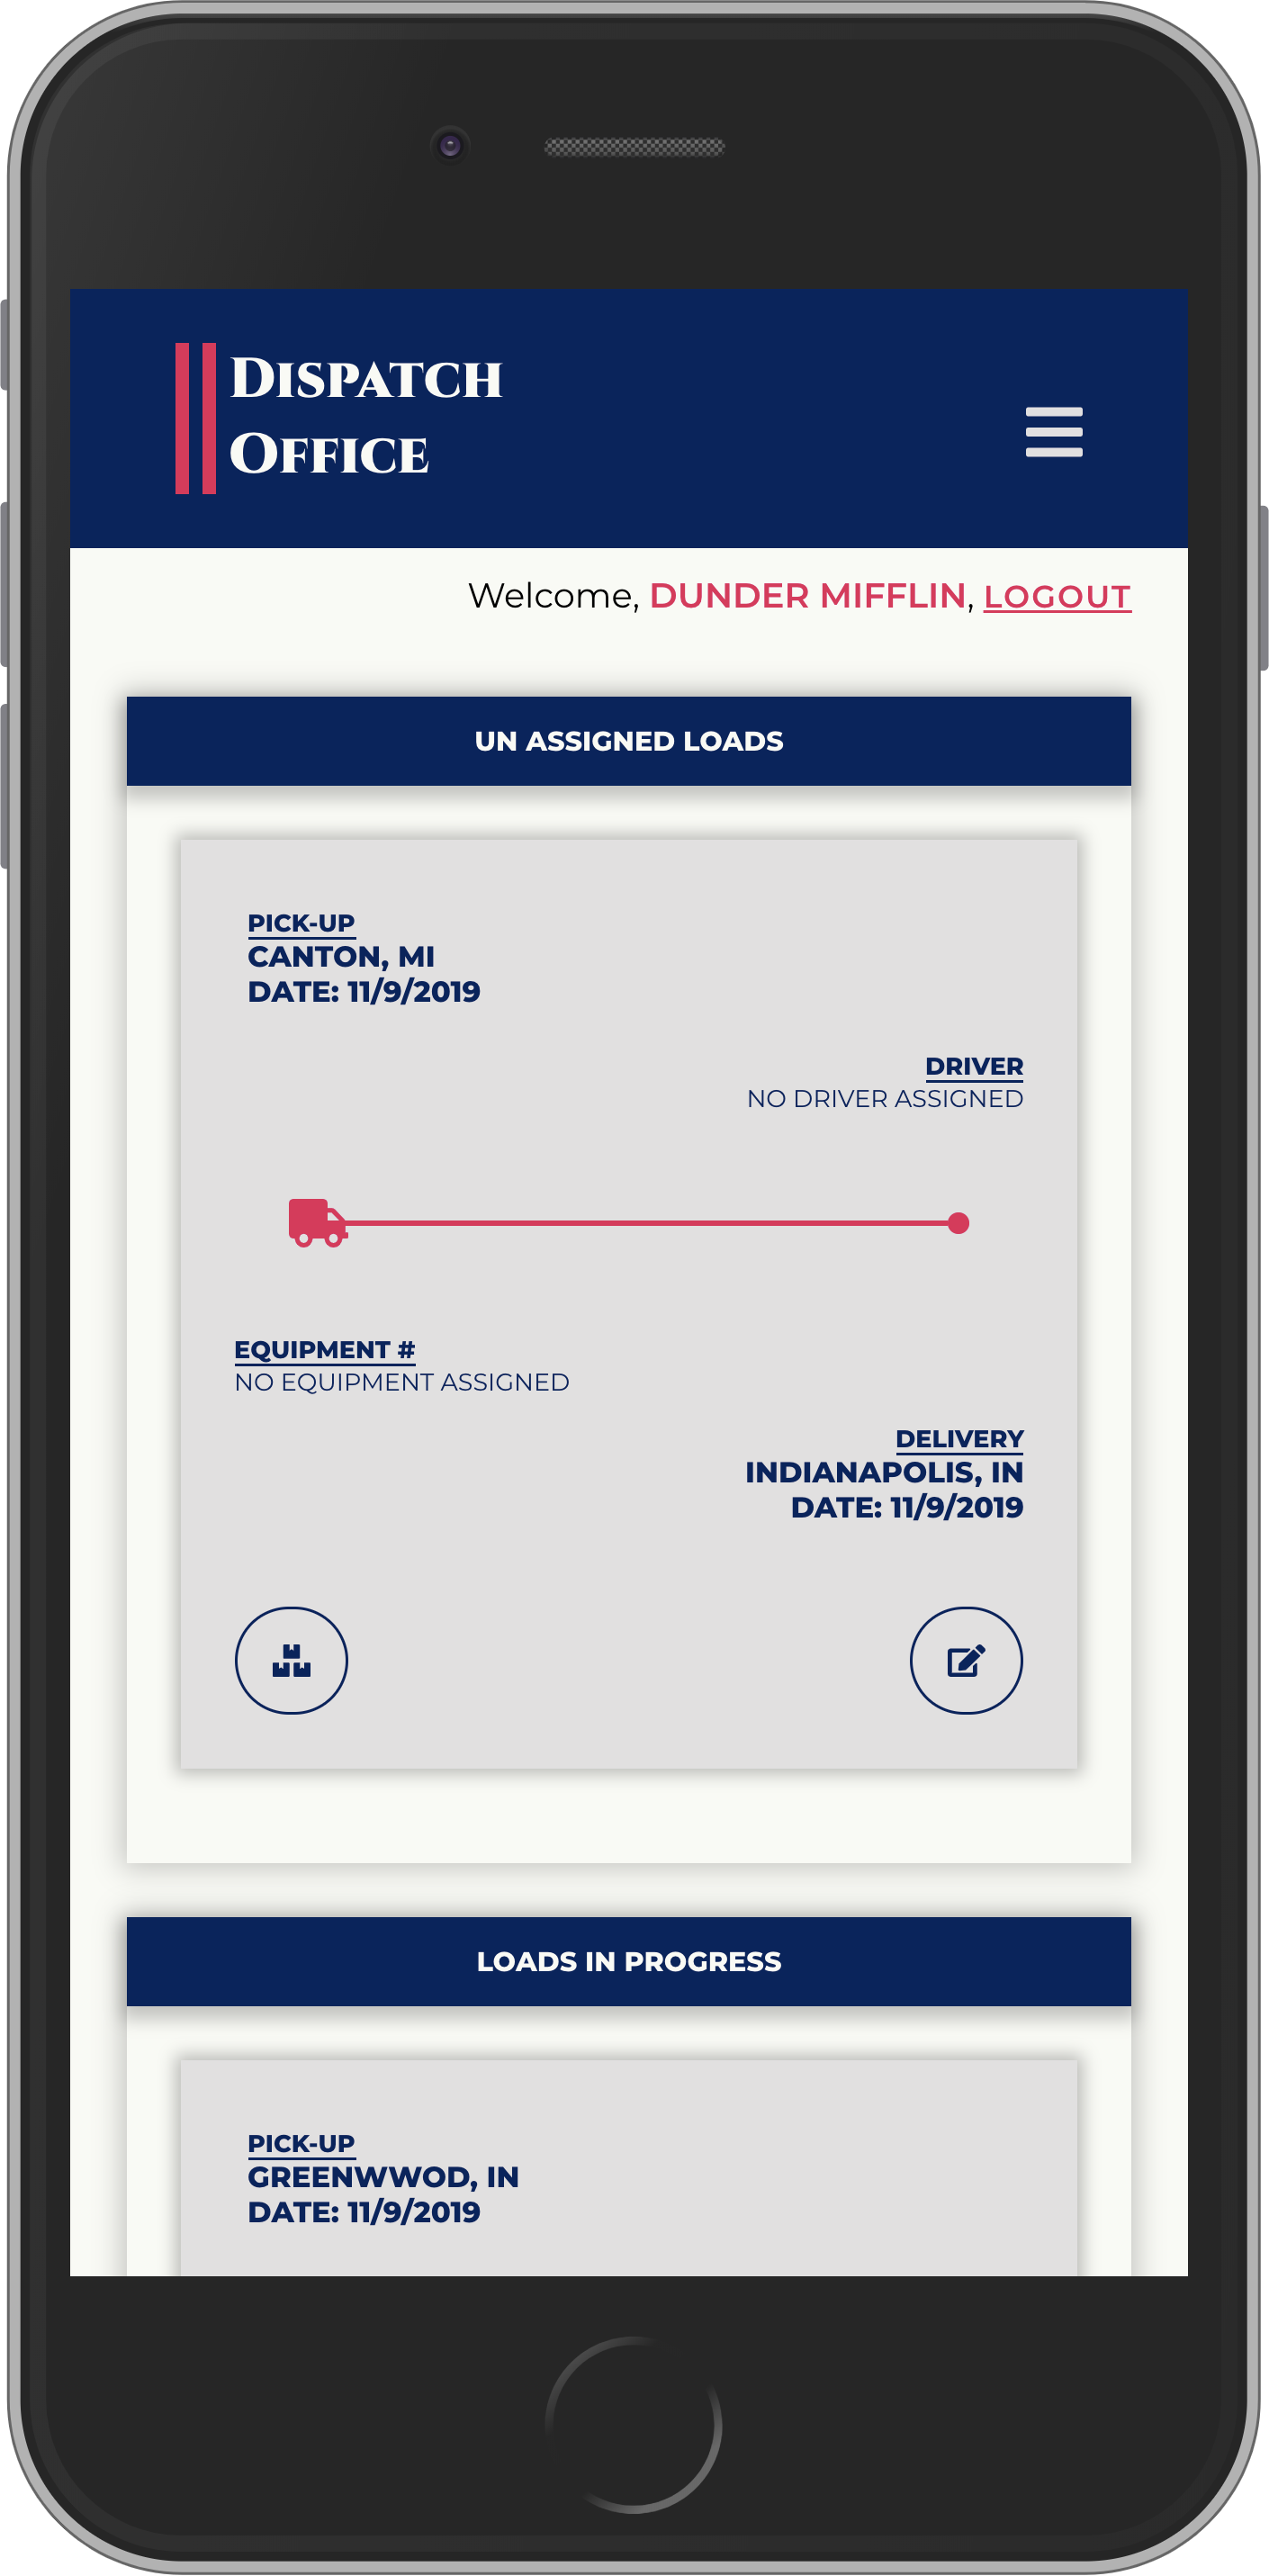 Dispatch
Office
Welcome, DUNDER MIFFLIN, LOGOUT
UN ASSIGNED LOADS
PICK-UP
CANTON, MI
DATE: 11/9/2019
DRIVER
NO DRIVER ASSIGNED
EQUIPMENT #
NO EQUIPMENT ASSIGNED
DELIVERY
INDIANAPOLIS, IN
DATE: 11/9/2019
LOADS IN PROGRESS
PICK-UP
GREENWWOD, IN
DATE: 11/9/2019